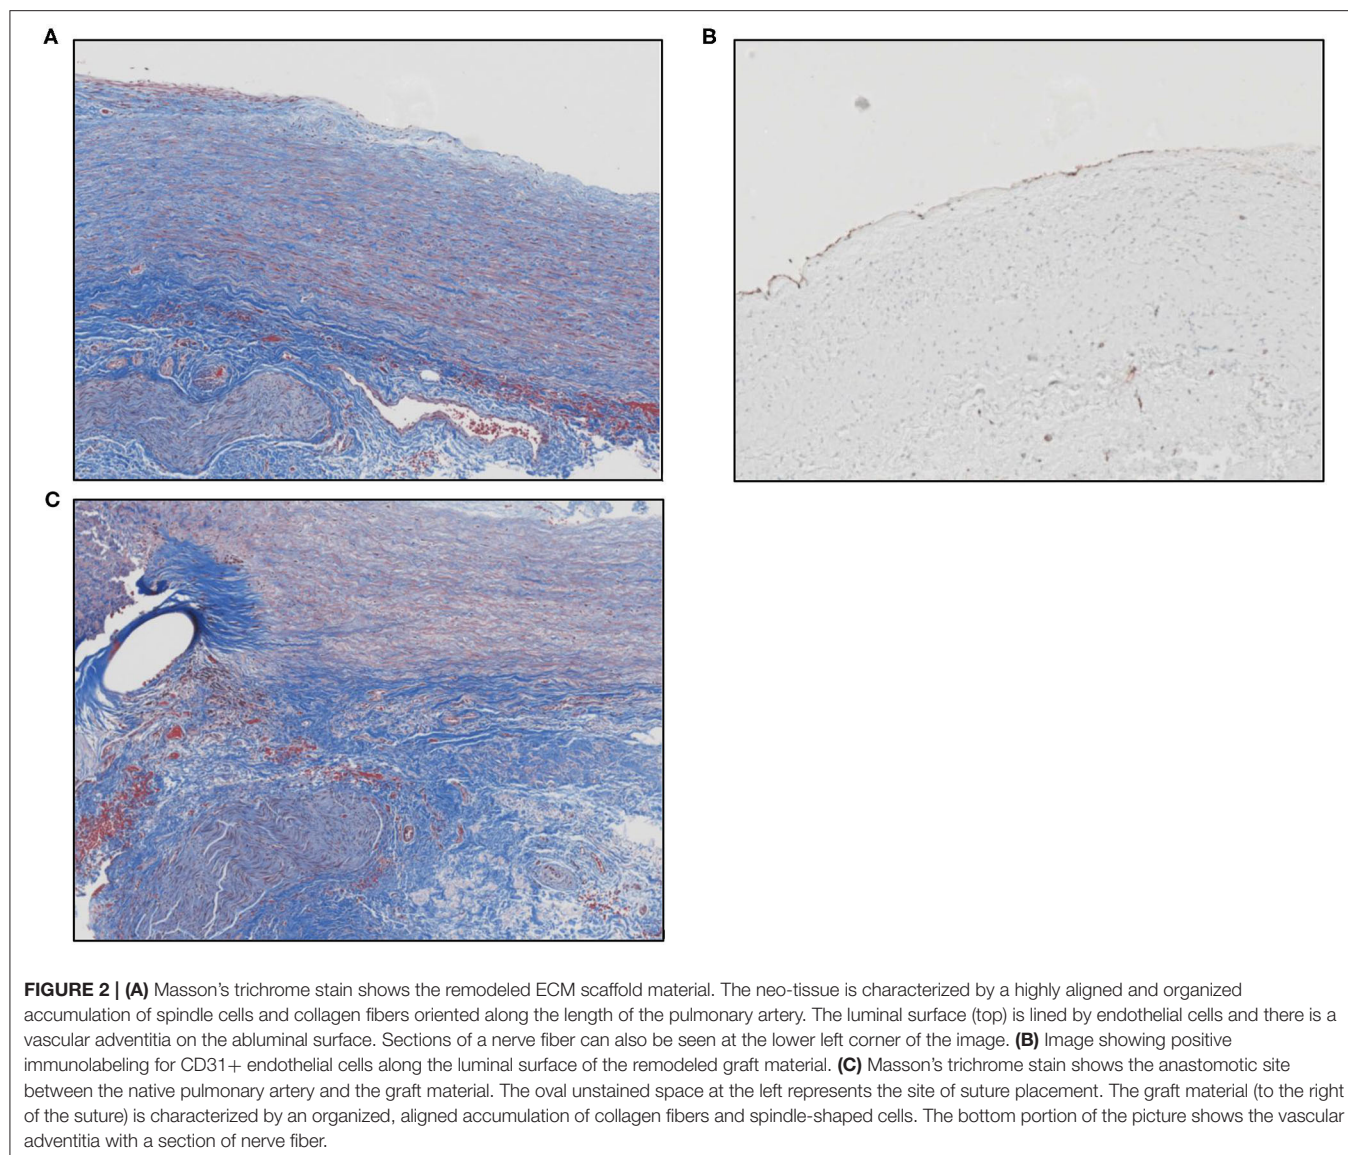 A
B
C
FIGURE 2 | (A) Masson's trichrome stain shows the remodeled ECM scaffold material. The neo-tissue is characterized by a highly aligned and organized
accumulation of spindle cells and collagen fibers oriented along the length of the pulmonary artery. The luminal surface (top) is lined by endothelial cells and there is a
vascular adventitia on the abluminal surface. Sections of a nerve fiber can also be seen at the lower left corner of the image. (B) Image showing positive
immunolabeling for CD31+ endothelial cells along the luminal surface of the remodeled graft material. (C) Masson's trichrome stain shows the anastomotic site
between the native pulmonary artery and the graft material. The oval unstained space at the left represents the site of suture placement. The graft material (to the right
of the suture) is characterized by an organized, aligned accumulation of collagen fibers and spindle-shaped cells. The bottom portion of the picture shows the vascular
adventitia with a section of nerve fiber.